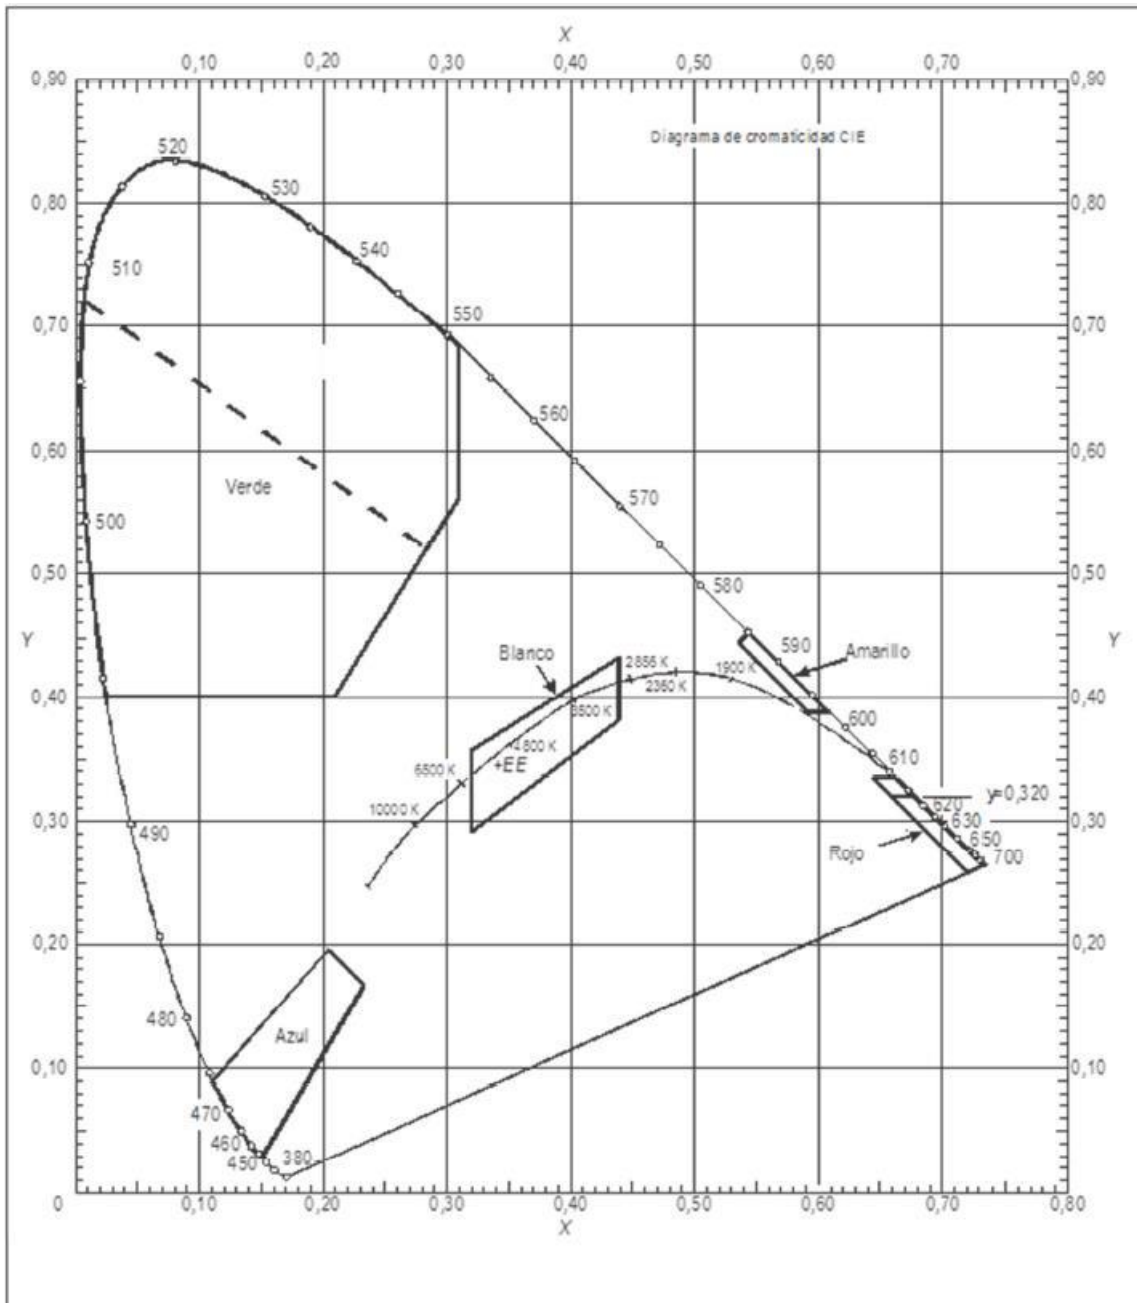 X
0,10 0,20 0,30 0,40 0,50 0,60 0,70
0,90 0,90
Diagrama de cromaticidad CIE
520
0,80 530 0,80
540
510
0,70 550 0,70
560
0,60 0,60
Verde
570
500
0,50 580 0,50
Y Y
590
Blanco Amarillo
2856 K 1900 K
2360 K
0,40 0,40
3500 K 600
4800 K
+EE 610
6500 K
y=0,320
10000 K 620
0,30 630 0,30
490 650
Rojo 700
0,20 0,20
480
Azul
0,10 0,10
470
460
450 380
0 0,10 0,20 0,30 0,40 0,50 0,60 0,70 0,80
X